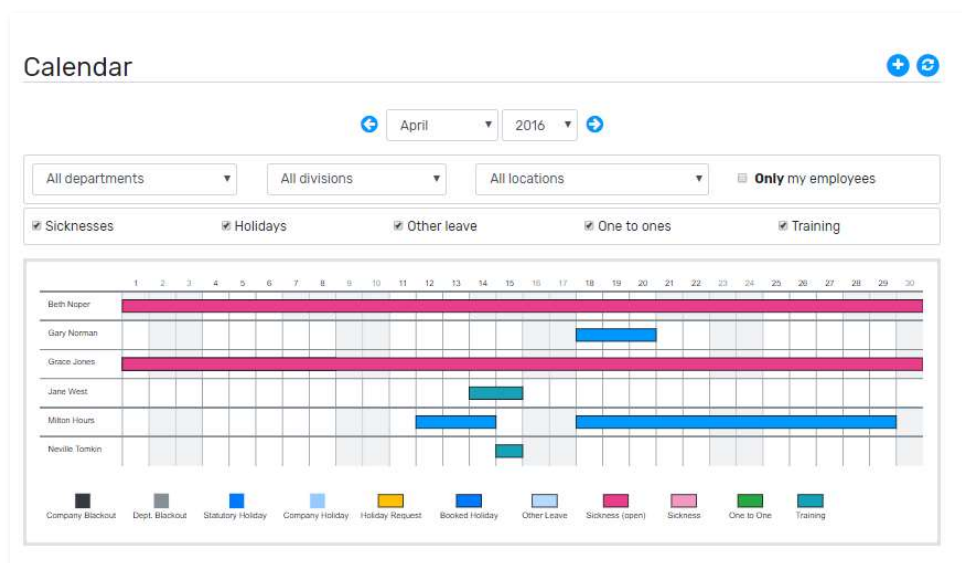 Calendar
April 2016
All departments All divisions All locations Only my employees
Sicknesses Holidays Other leave One to ones Training
1 2 3 4 5 6 7 8 9 10 11 12 13 14 15 16 17 18 19 20 21 22 23 24 25 26 27 28 29 30
Beth Noper
Gary Norman
Grace Jones
Jane West
Milton Hours
Neville Tomkin
Company Blackout Dept. Blackout Statutory Holiday Company Holiday Holiday Request Booked Holiday Other Leave Sickness (open) Sickness One to One Training